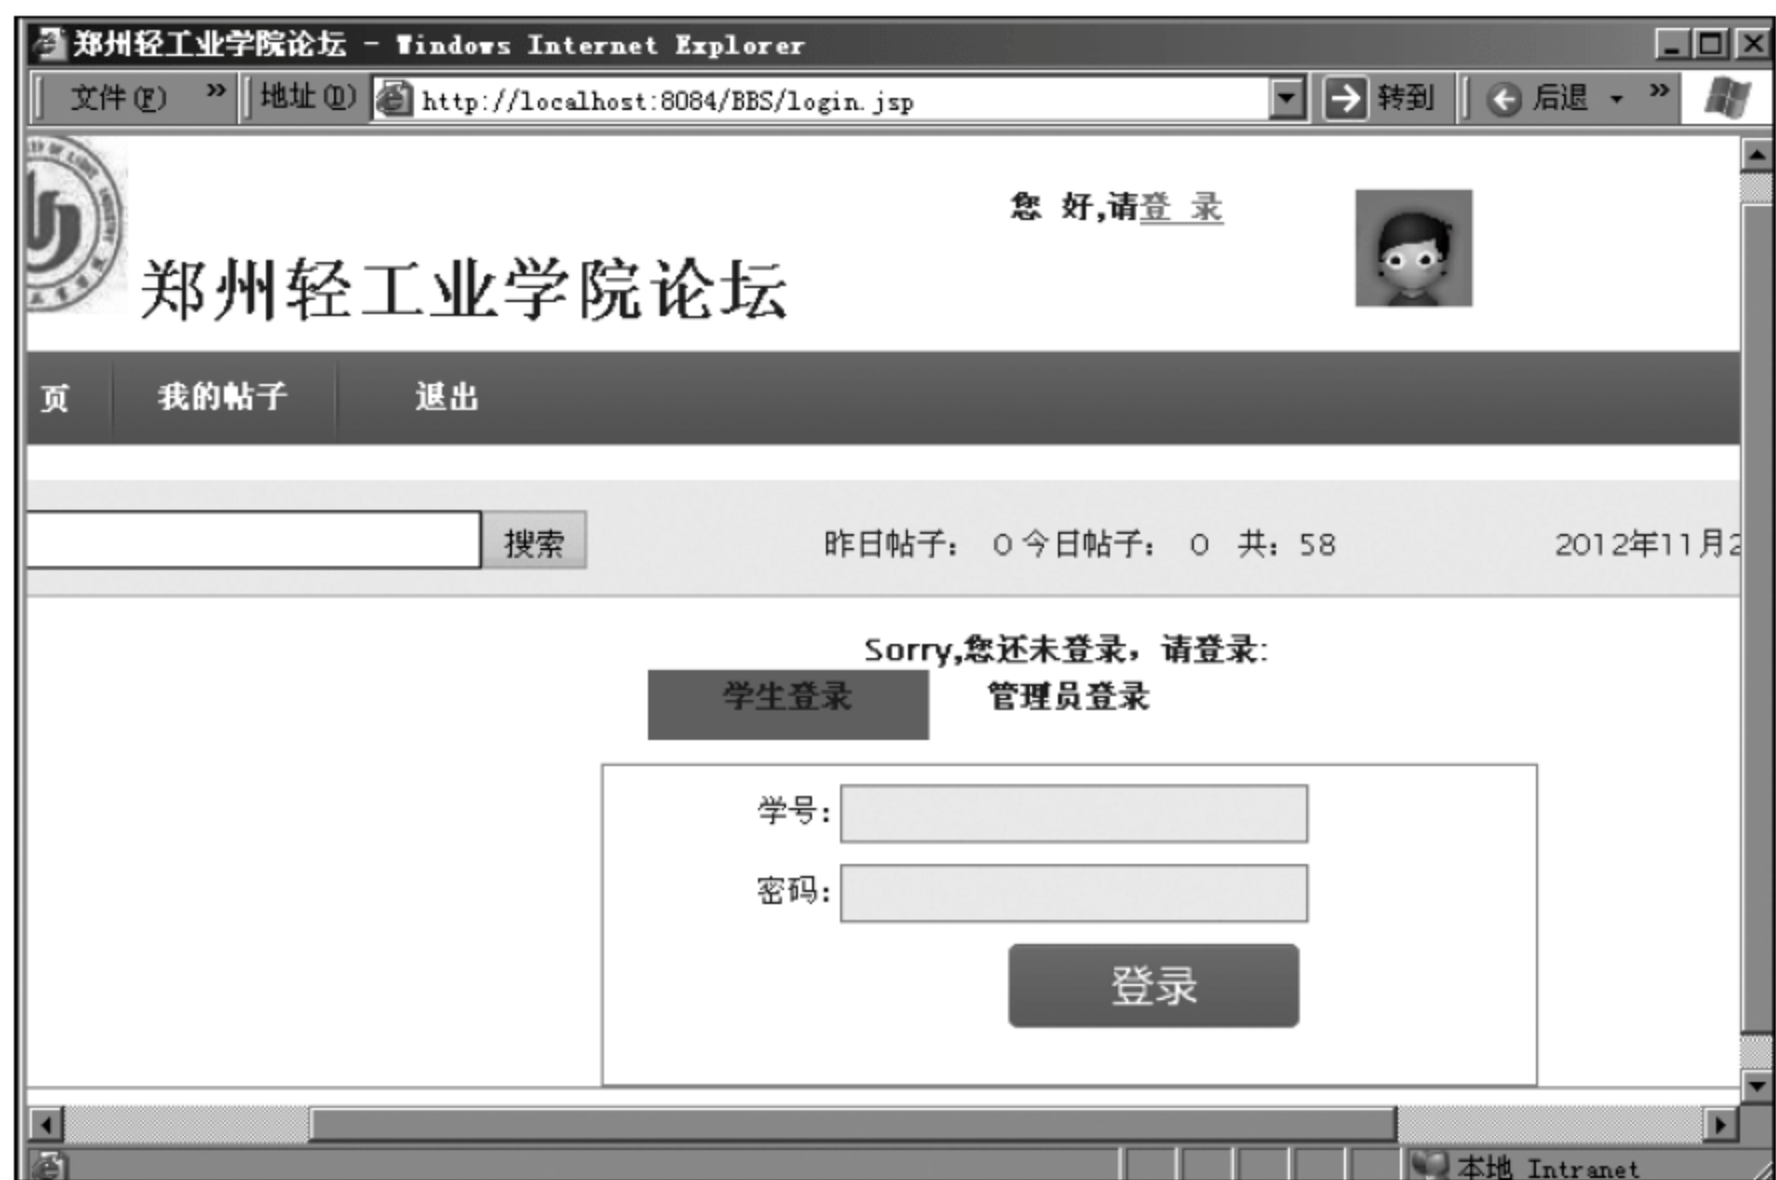 郑州轻工业学院论坛 - Windows Internet Explorer
文件(F) » 地址(D) http://localhost:8084/BBS/login.jsp 转到 后退 »
您 好,请登 录
郑州轻工业学院论坛
页 我的帖子 退出
搜索 昨日帖子: 0 今日帖子: 0 共: 58 2012年11月2
Sorry,您还未登录，请登录:
学生登录 管理员登录
学号:
密码:
登录
本地 Intranet